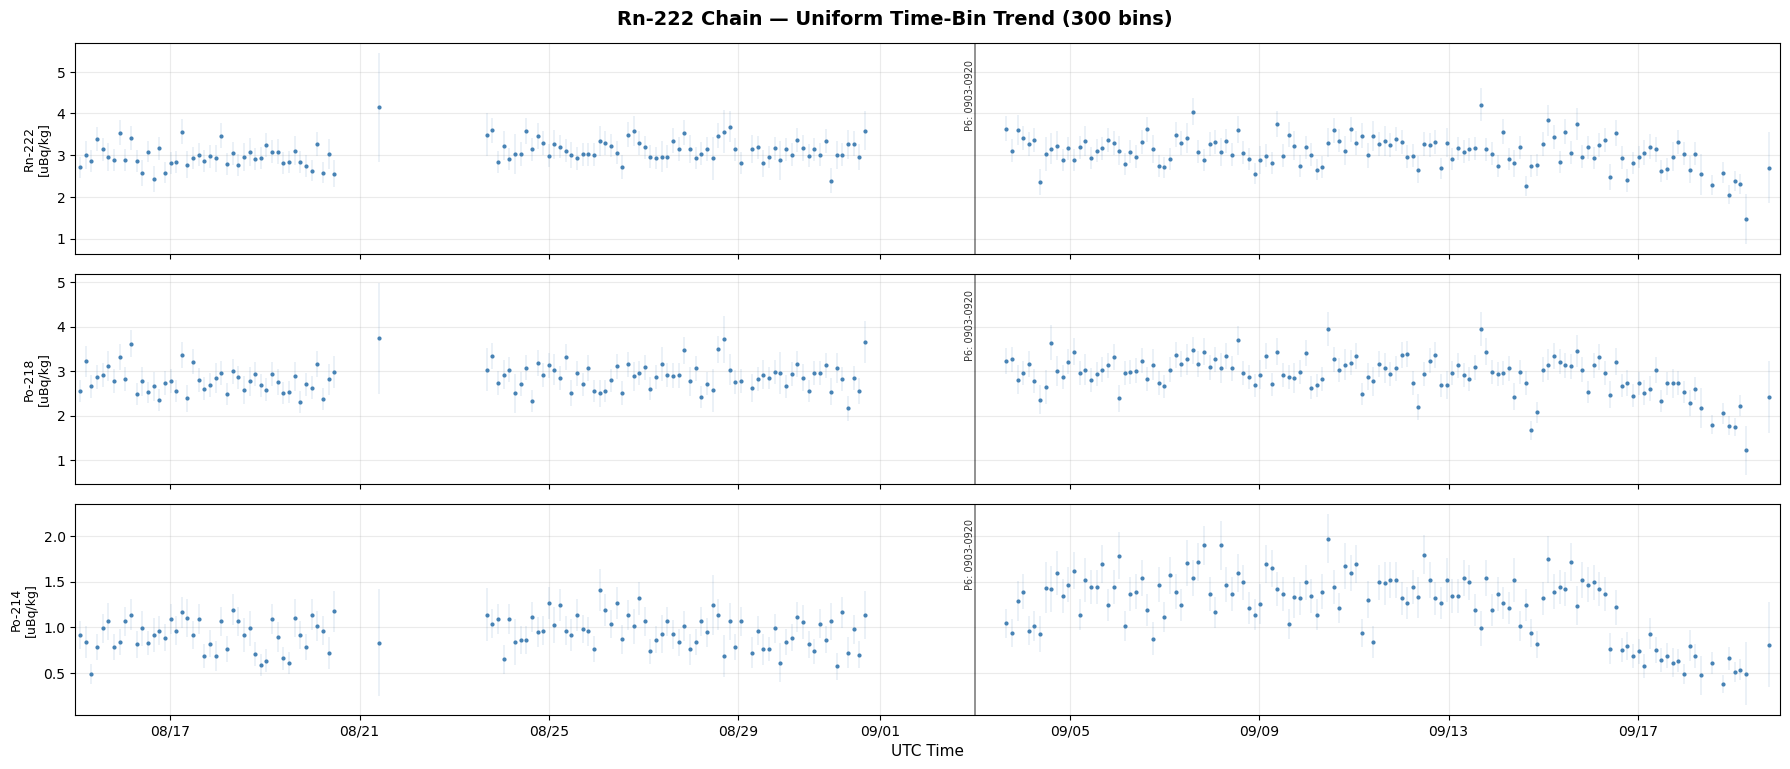 Rn-222 Chain — Uniform Time-Bin Trend (300 bins)
5
4
3
2
1
Rn-222
[uBq/kg]
P6: 0903-0920
5
4
3
2
1
Po-218
[uBq/kg]
P6: 0903-0920
2.0
1.5
1.0
0.5
Po-214
[uBq/kg]
P6: 0903-0920
08/17 08/21 08/25 08/29 09/01 09/05 09/09 09/13 09/17
UTC Time